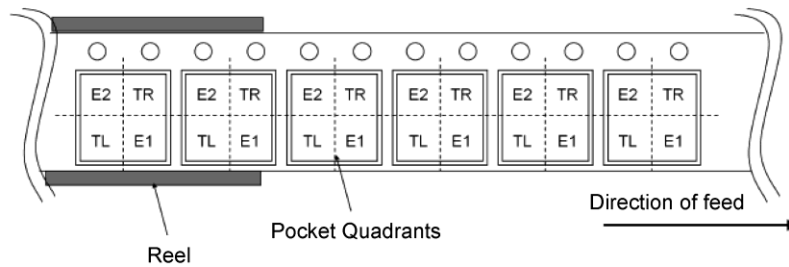 E2 TR E2 TR E2 TR E2 TR E2 TR E2 TR
TL E1 TL E1 TL E1 TL E1 TL E1 TL E1
Direction of feed
Pocket Quadrants
Reel